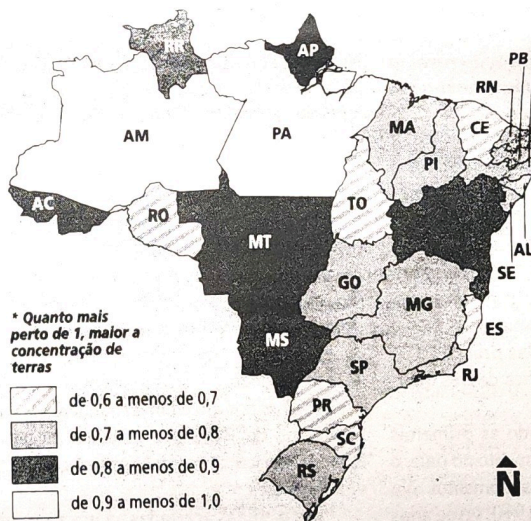 RR
AP
PB
RN
AM
PA
MA
CE
PI
AC
RO
TO
AL
MT
SE
GO
MG
* Quanto mais
perto de 1, maior a
concentração de
terras
ES
MS
SP
RJ
de 0,6 a menos de 0,7
PR
de 0,7 a menos de 0,8
SC
de 0,8 a menos de 0,9
RS
de 0,9 a menos de 1,0
N